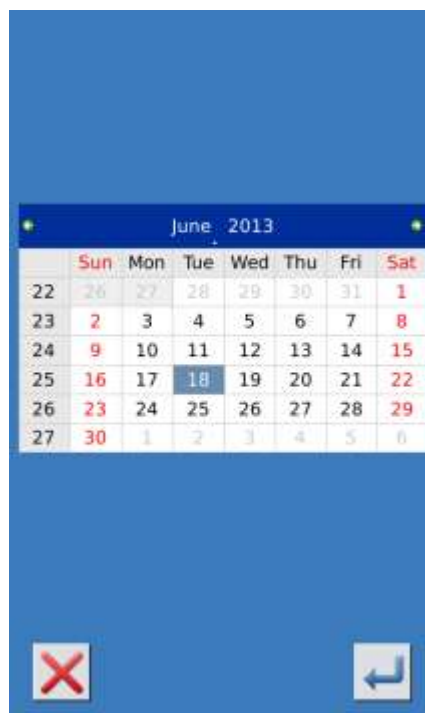 June 2013
Sun Mon Tue Wed Thu Fri Sat
22 26 27 28 29 30 31 1
23 2 3 4 5 6 7 8
24 9 10 11 12 13 14 15
25 16 17 18 19 20 21 22
26 23 24 25 26 27 28 29
27 30 1 2 3 4 5 6